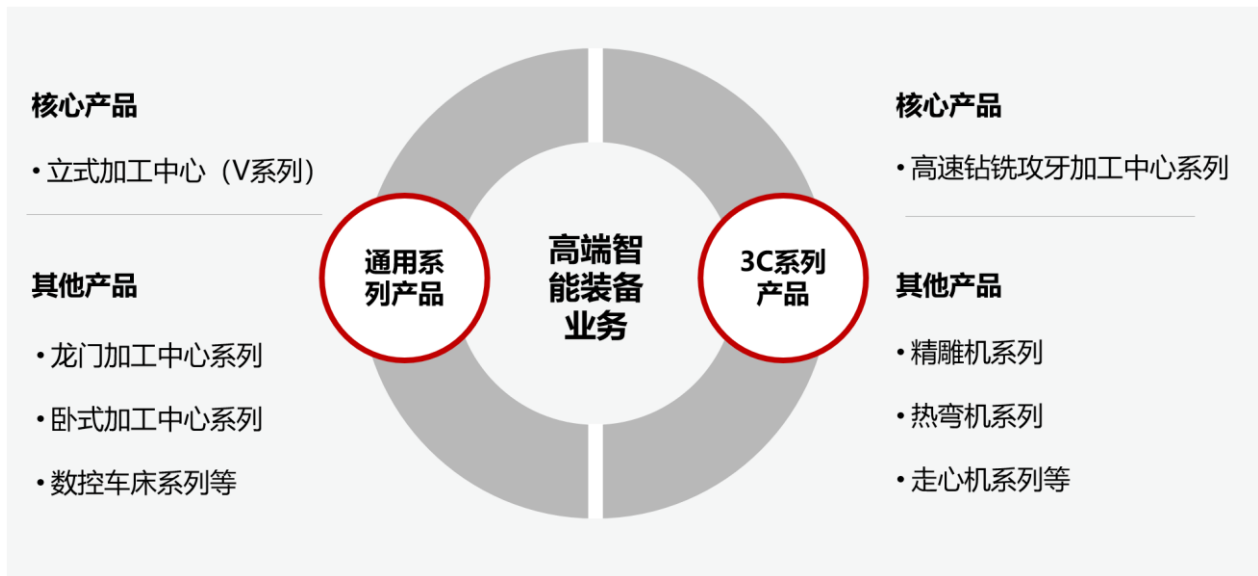 核心产品
• 立式加工中心（V系列）
其他产品
• 龙门加工中心系列
• 卧式加工中心系列
• 数控车床系列等
通用系
列产品
高端智
能装备
业务
3C系列
产品
核心产品
• 高速钻铣攻牙加工中心系列
其他产品
• 精雕机系列
• 热弯机系列
• 走心机系列等